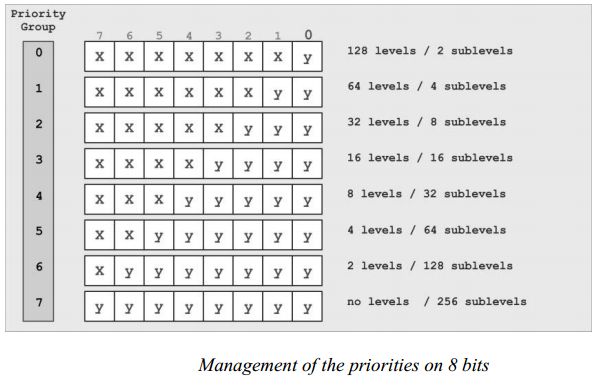 Priority
Group
7 6 5 4 3 2 1 0
0 x x x x x x x y 128 levels / 2 sublevels
1 x x x x x x y y 64 levels / 4 sublevels
2 x x x x x y y y 32 levels / 8 sublevels
3 x x x x y y y y 16 levels / 16 sublevels
4 x x x y y y y y 8 levels / 32 sublevels
5 x x y y y y y y 4 levels / 64 sublevels
6 x y y y y y y y 2 levels / 128 sublevels
7 y y y y y y y y no levels / 256 sublevels
Management of the priorities on 8 bits